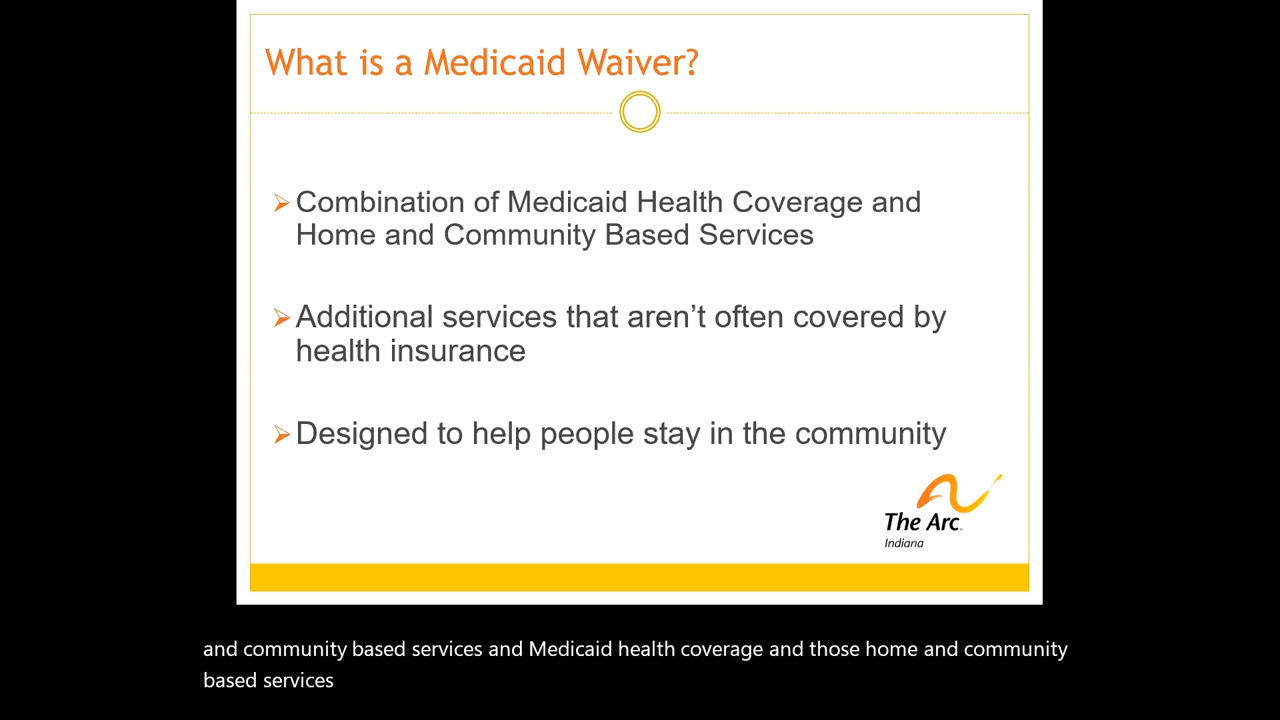 What is a Medicaid Waiver?
Combination of Medicaid Health Coverage and
Home and Community Based Services
Additional services that aren’t often covered by
health insurance
Designed to help people stay in the community
The Arc
Indiana
and community based services and Medicaid health coverage and those home and community
based services